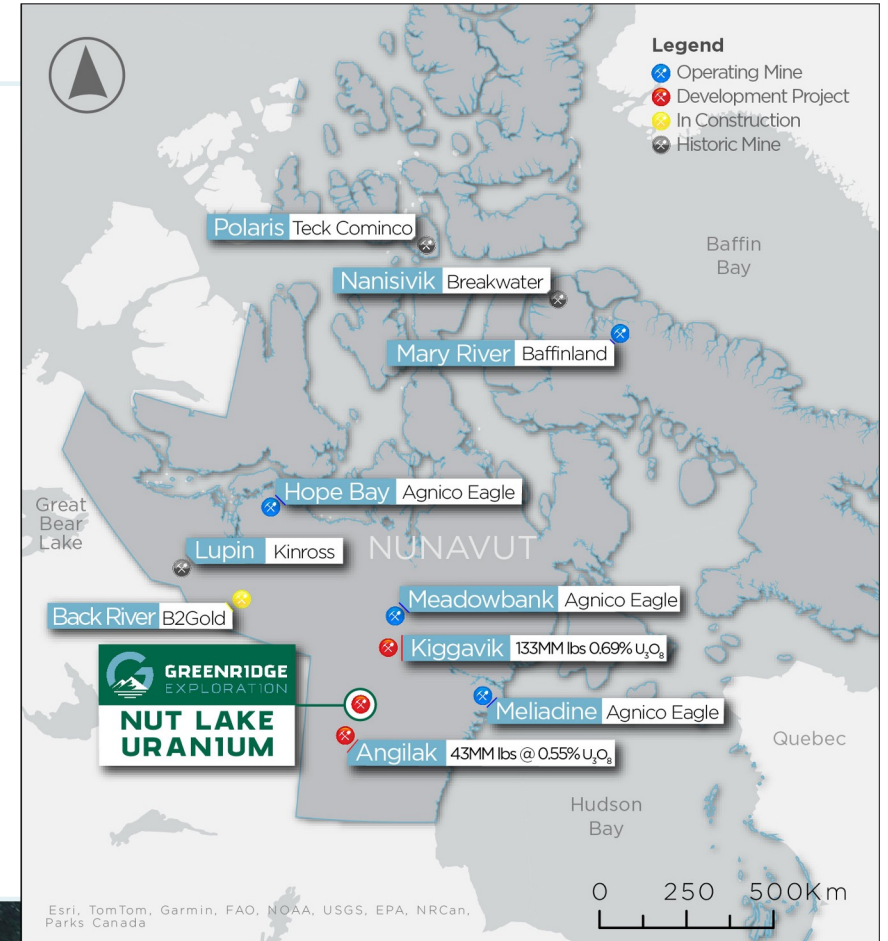 Legend
Operating Mine
Development Project
In Construction
Historic Mine
Polaris Teck Cominco
Baffin
Bay
Nanisivik Breakwater
Mary River Baffinland
Hope Bay Agnico Eagle
Great
Bear
Lake
Lupin Kinross
NUNAVUT
Meadowbank Agnico Eagle
Back River B2Gold
Kiggavik 133MM lbs 0.69% U₃O₈
GREENR1DGE
EXPLORATION
NUT LAKE
URAN1UM
Meliadine Agnico Eagle
Quebec
Angilak 43MM lbs @ 0.55% U₃O₈
Hudson
Bay
0 250 500Km
Esri, TomTom, Garmin, FAO, NOAA, USGS, EPA, NRCan,
Parks Canada